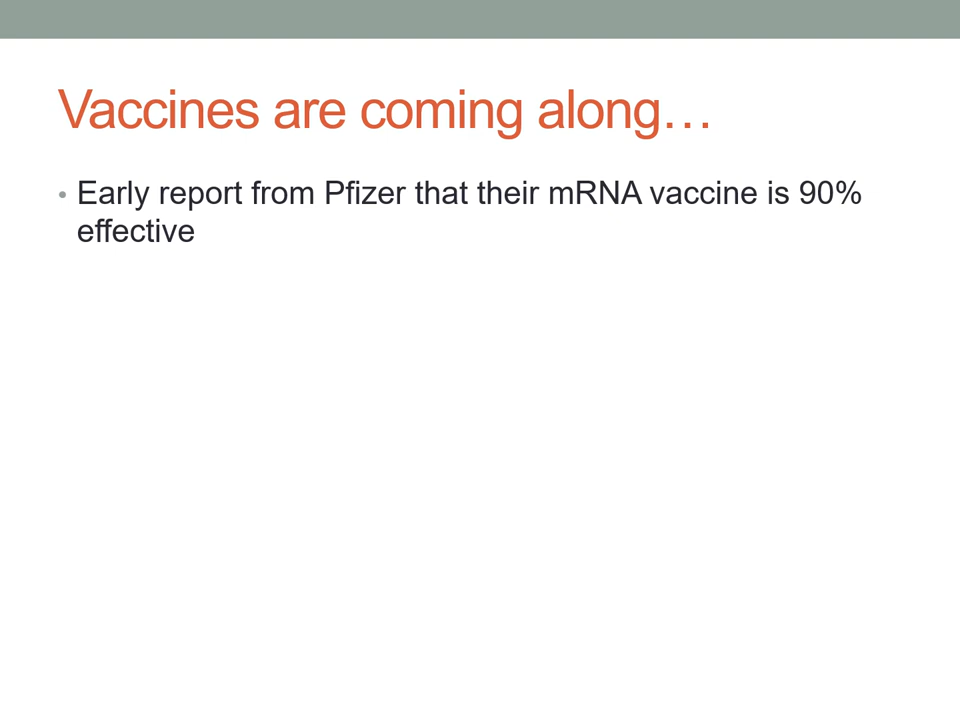 Vaccines are coming along…
• Early report from Pfizer that their mRNA vaccine is 90%
effective